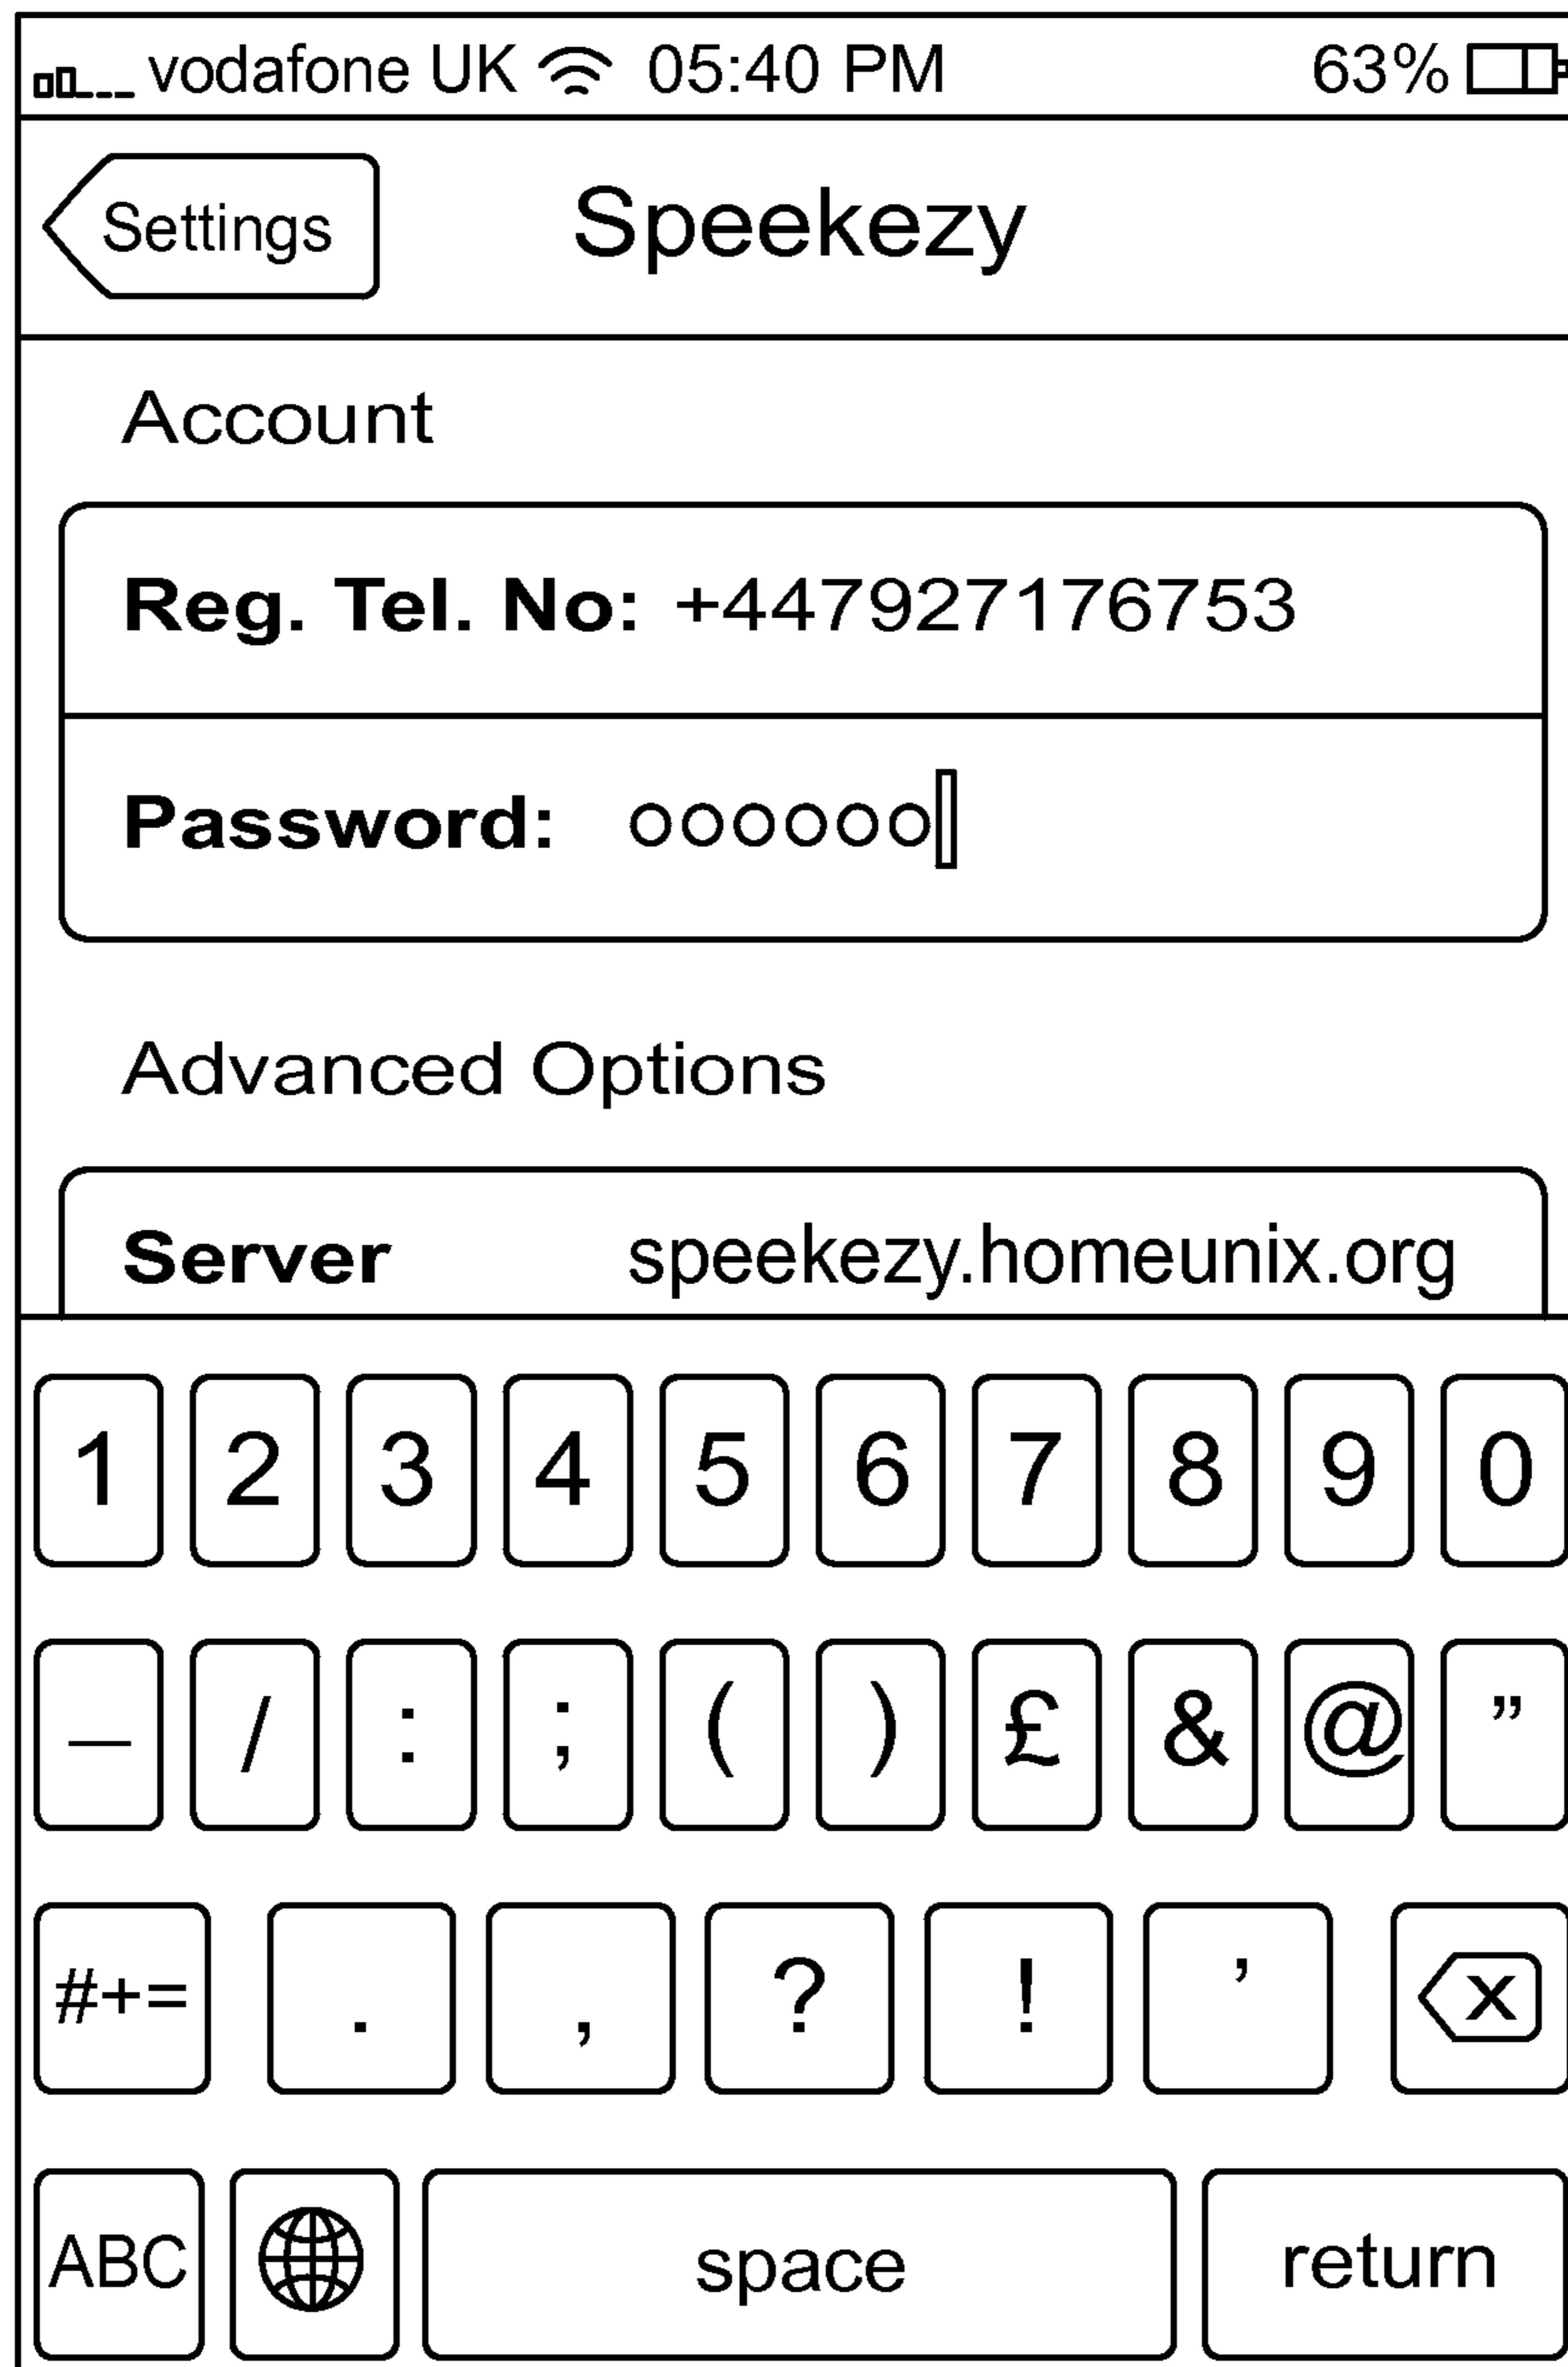 vodafone UK 05:40 PM 63%
Settings Speekezy
Account
Reg. Tel. No: +447927176753
Password: oooooo
Advanced Options
Server speekezy.homeunix.org
1 2 3 4 5 6 7 8 9 0
_ / : ; ( ) £ & @ ”
#+= . , ? ! ’ x
ABC space return